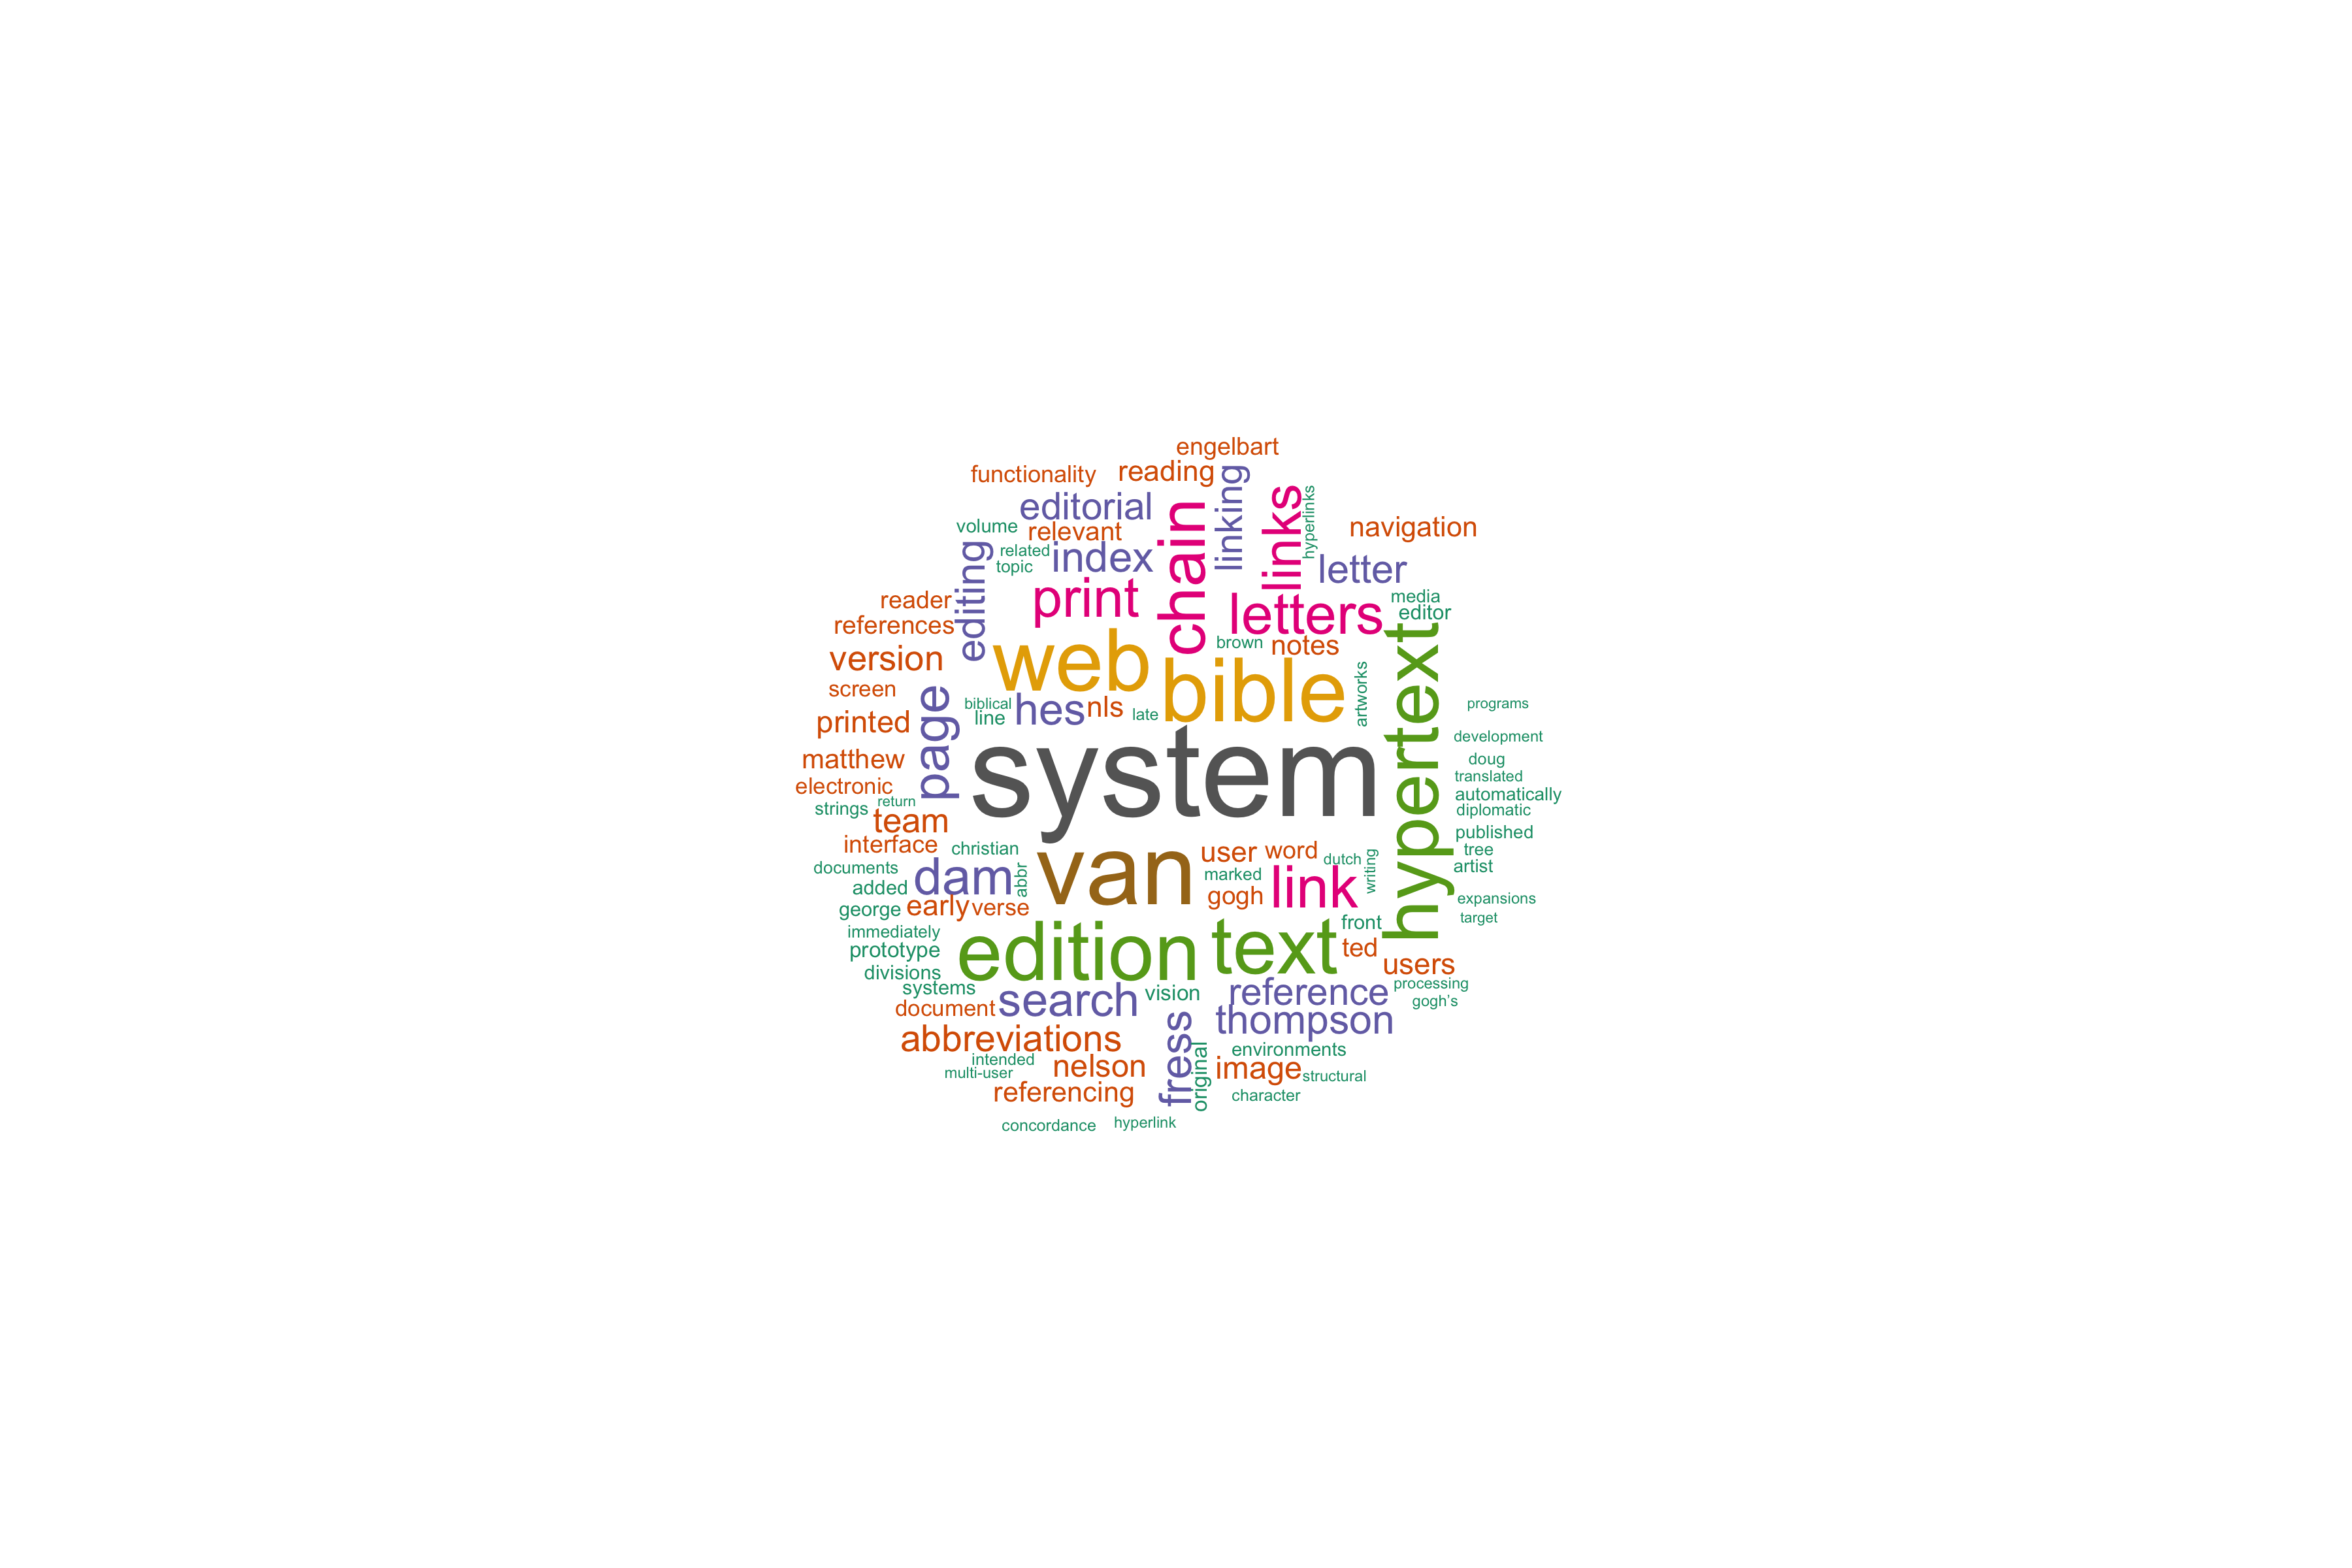 engelbart
functionality
reading
editorial
linking
links
hyperlinks
chain
volume
relevant
navigation
editing
related
index
topic
letter
print
letters
media
editor
reader
references
hypertext
brown
notes
version
web
bible
artworks
screen
page
biblical
hes
nls
late
line
programs
printed
system
development
matthew
doug
translated
electronic
automatically
strings
return
diplomatic
team
published
interface
christian
van
user
word
dutch
writing
tree
documents
dam
abbr
marked
link
artist
added
gogh
george
early
verse
expansions
front
target
immediately
edition
text
prototype
ted
divisions
users
systems
search
vision
reference
processing
document
gogh's
thompson
fress
abbreviations
original
environments
intended
nelson
image
multi-user
structural
referencing
character
concordance
hyperlink